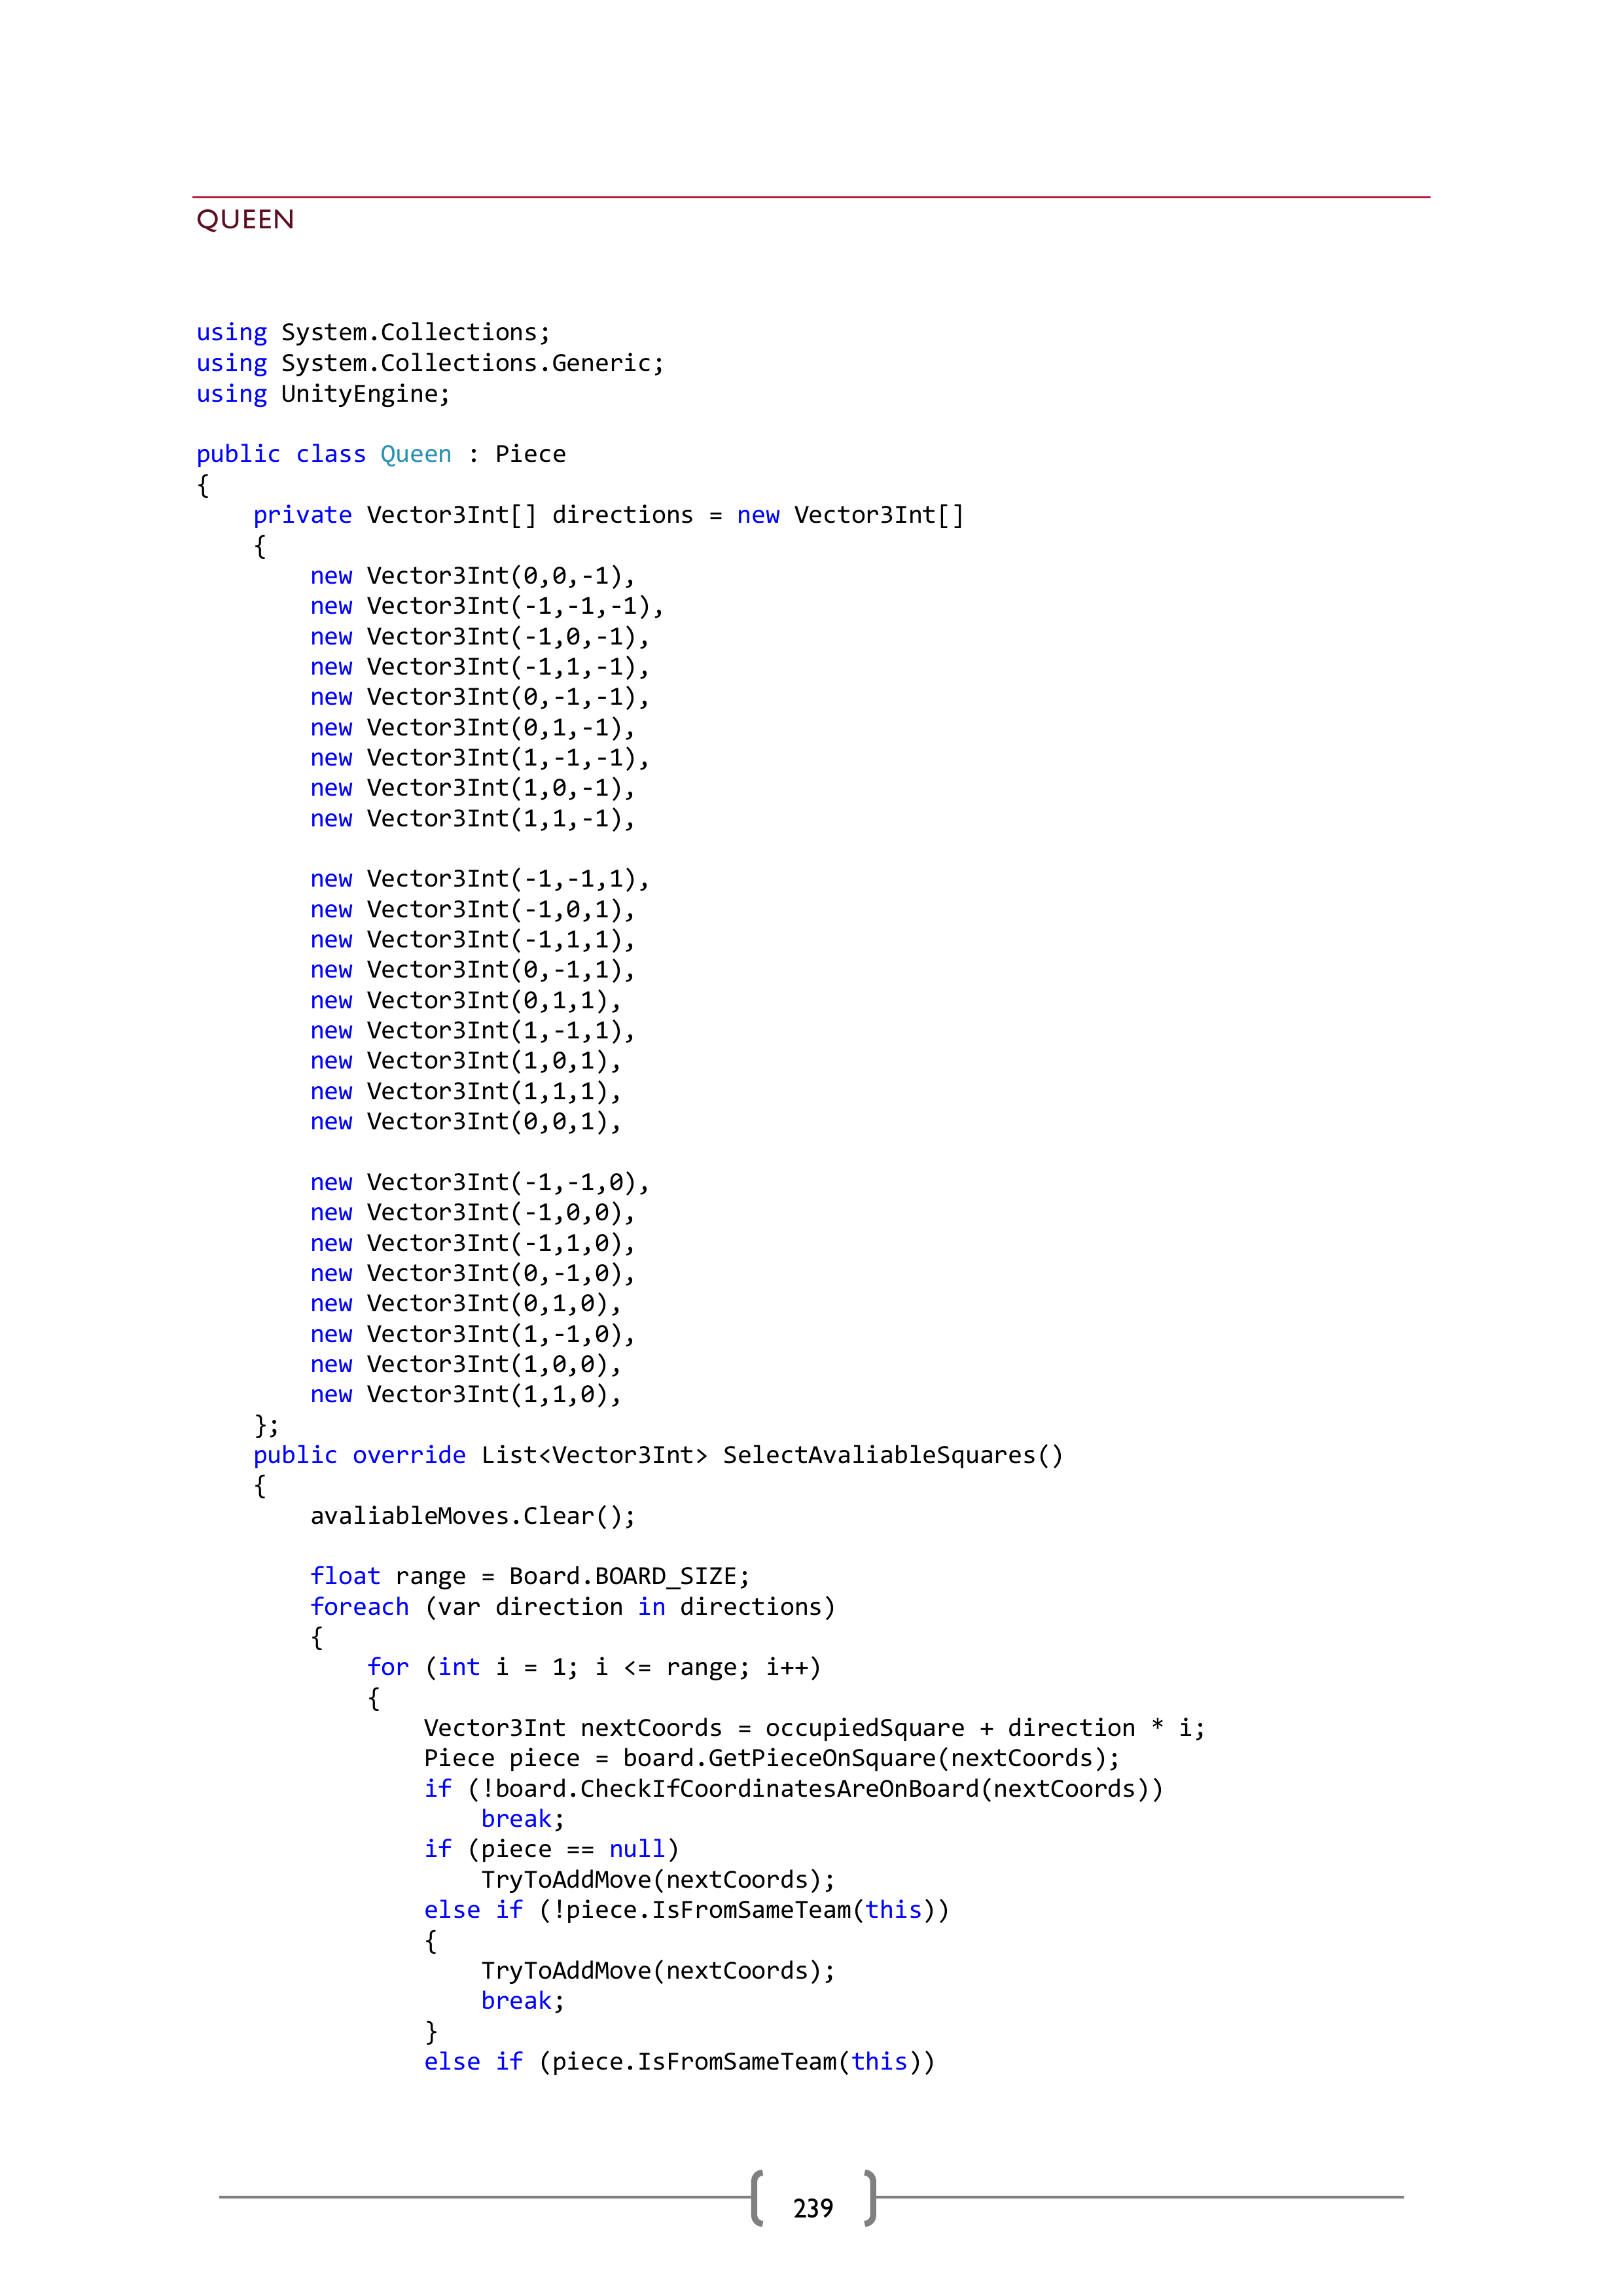 QUEEN
using System.Collections;
using System.Collections.Generic;
using UnityEngine;
public class Queen : Piece
{
    private Vector3Int[] directions = new Vector3Int[]
    {
        new Vector3Int(0,0,-1),
        new Vector3Int(-1,-1,-1),
        new Vector3Int(-1,0,-1),
        new Vector3Int(-1,1,-1),
        new Vector3Int(0,-1,-1),
        new Vector3Int(0,1,-1),
        new Vector3Int(1,-1,-1),
        new Vector3Int(1,0,-1),
        new Vector3Int(1,1,-1),
        new Vector3Int(-1,-1,1),
        new Vector3Int(-1,0,1),
        new Vector3Int(-1,1,1),
        new Vector3Int(0,-1,1),
        new Vector3Int(0,1,1),
        new Vector3Int(1,-1,1),
        new Vector3Int(1,0,1),
        new Vector3Int(1,1,1),
        new Vector3Int(0,0,1),
        new Vector3Int(-1,-1,0),
        new Vector3Int(-1,0,0),
        new Vector3Int(-1,1,0),
        new Vector3Int(0,-1,0),
        new Vector3Int(0,1,0),
        new Vector3Int(1,-1,0),
        new Vector3Int(1,0,0),
        new Vector3Int(1,1,0),
    };
    public override List<Vector3Int> SelectAvaliableSquares()
    {
        avaliableMoves.Clear();
        float range = Board.BOARD_SIZE;
        foreach (var direction in directions)
        {
            for (int i = 1; i <= range; i++)
            {
                Vector3Int nextCoords = occupiedSquare + direction * i;
                Piece piece = board.GetPieceOnSquare(nextCoords);
                if (!board.CheckIfCoordinatesAreOnBoard(nextCoords))
                    break;
                if (piece == null)
                    TryToAddMove(nextCoords);
                else if (!piece.IsFromSameTeam(this))
                {
                    TryToAddMove(nextCoords);
                    break;
                }
                else if (piece.IsFromSameTeam(this))
239